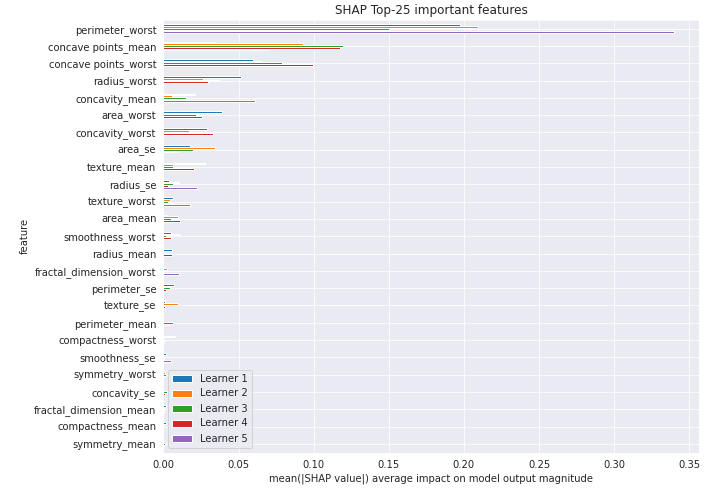 SHAP Top-25 important features
perimeter_worst
concave points_mean
concave points_worst
radius_worst
concavity_mean
area_worst
concavity_worst
area_se
texture_mean
radius_se
texture_worst
area_mean
smoothness_worst
radius_mean
fractal_dimension_worst
perimeter_se
texture_se
perimeter_mean
compactness_worst
smoothness_se
symmetry_worst
concavity_se
fractal_dimension_mean
compactness_mean
symmetry_mean
feature
Learner 1
Learner 2
Learner 3
Learner 4
Learner 5
0.00 0.05 0.10 0.15 0.20 0.25 0.30 0.35
mean(|SHAP value|) average impact on model output magnitude